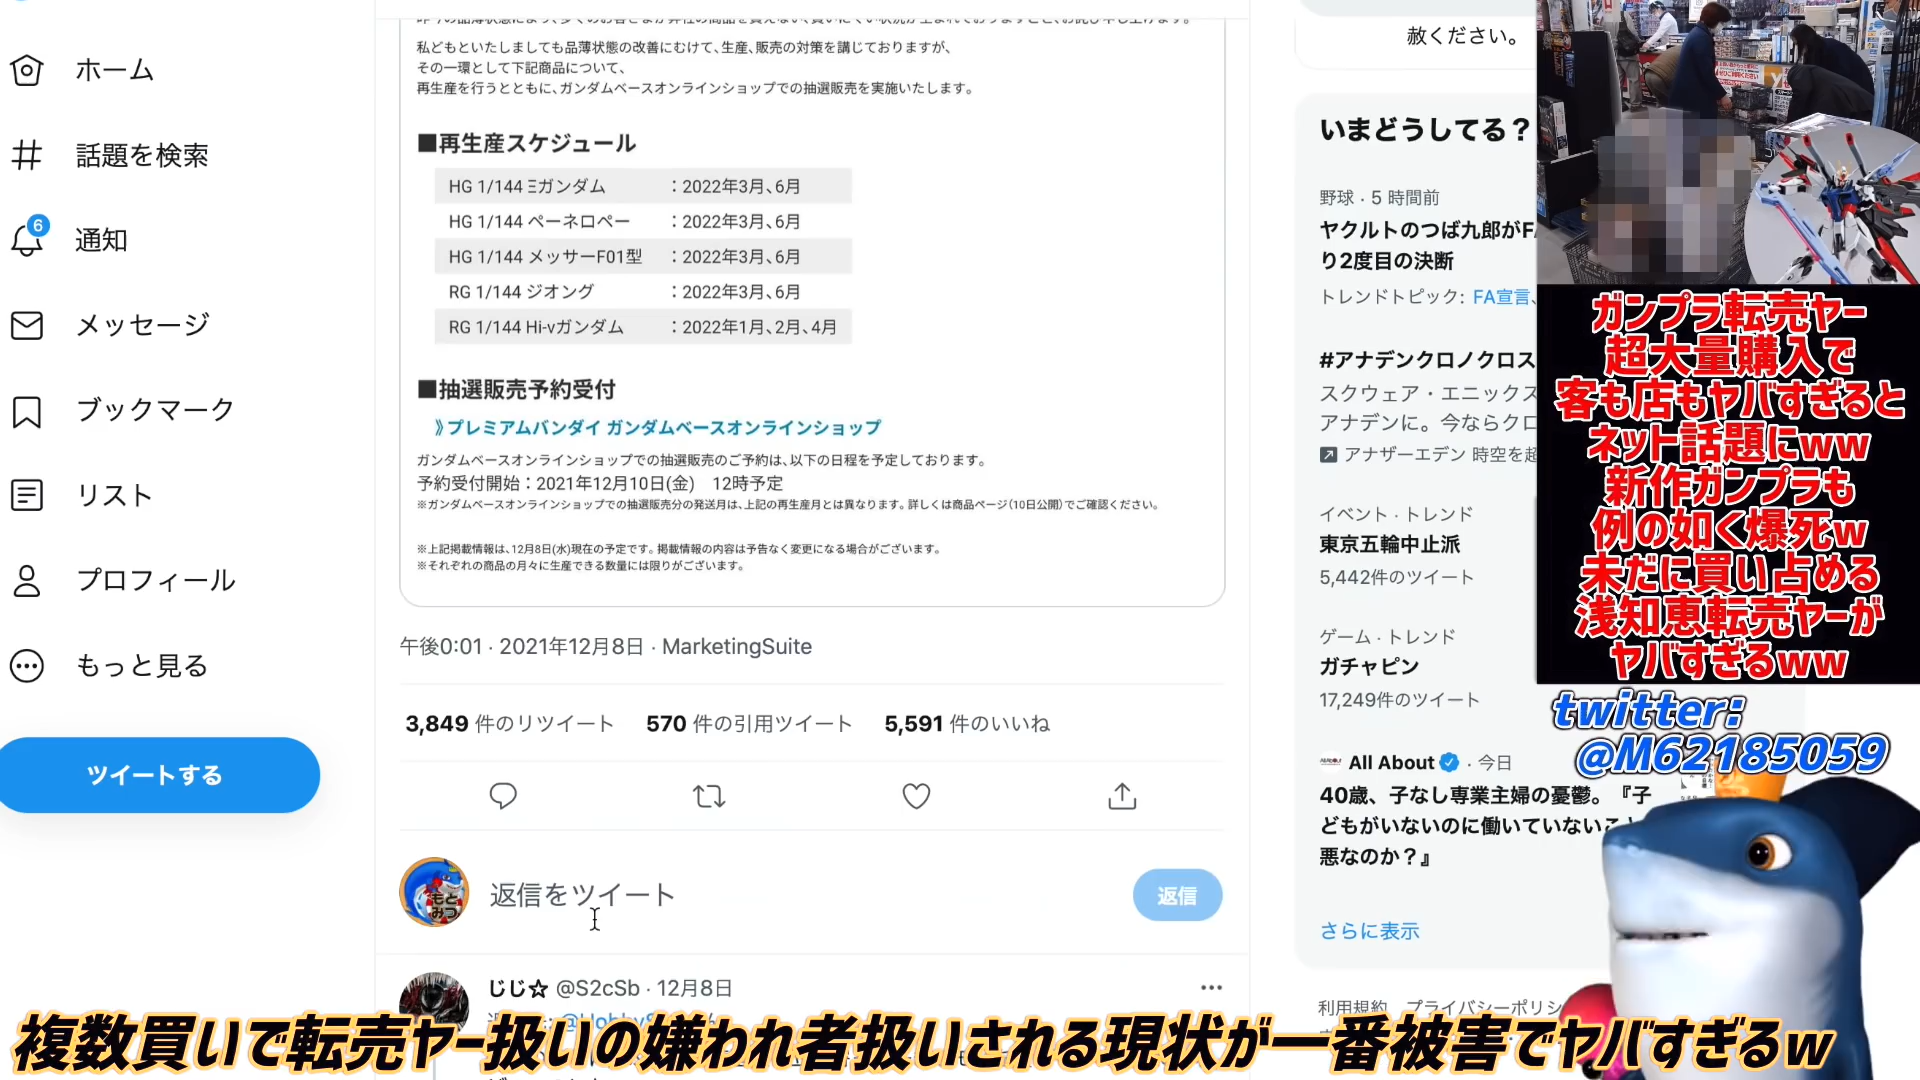 ホーム
話題を検索
6
通知
メッセージ
ブックマーク
リスト
プロフィール
もっと見る
ツイートする
私どもといたしましても品薄状態の改善にむけて、生産、販売の対策を講じておりますが、
その一環として下記商品について、
再生産を行うとともに、ガンダムベースオンラインショップでの抽選販売を実施いたします。
■再生産スケジュール
HG 1/144 Ξガンダム ：2022年3月、6月
HG 1/144 ペーネロペー ：2022年3月、6月
HG 1/144 メッサーF01型 ：2022年3月、6月
RG 1/144 ジオング ：2022年3月、6月
RG 1/144 Hi-νガンダム ：2022年1月、2月、4月
■抽選販売予約受付
》プレミアムバンダイ ガンダムベースオンラインショップ
ガンダムベースオンラインショップでの抽選販売のご予約は、以下の日程を予定しております。
予約受付開始：2021年12月10日(金)　12時予定
※ガンダムベースオンラインショップでの抽選販売分の発送月は、上記の再生産月とは異なります。詳しくは商品ページ（10日公開）でご確認ください。
※上記掲載情報は、12月8日(水)現在の予定です。掲載情報の内容は予告なく変更になる場合がございます。
※それぞれの商品の月々に生産できる数量には限りがございます。
午後0:01 · 2021年12月8日 · MarketingSuite
3,849 件のリツイート 570 件の引用ツイート 5,591 件のいいね
もとみつ
返信をツイート
返信
じじ☆ @S2cSb · 12月8日
赦ください。
いまどうしてる？
野球 · 5 時間前
ヤクルトのつば九郎がF
り2度目の決断
トレンドトピック: FA宣言、
#アナデンクロノクロス
スクウェア・エニックス
アナデンに。今ならクロ
アナザーエデン 時空を超
イベント · トレンド
東京五輪中止派
5,442件のツイート
ゲーム · トレンド
ガチャピン
17,249件のツイート
All About · 今日
40歳、子なし専業主婦の憂鬱。『子
どもがいないのに働いていないこと
悪なのか？』
さらに表示
利用規約 プライバシーポリシ
ガンプラ転売ヤー
超大量購入で
客も店もヤバすぎると
ネット話題にww
新作ガンプラも
例の如く爆死w
未だに買い占める
浅知恵転売ヤーが
ヤバすぎるww
twitter:
@M62185059
複数買いで転売ヤー扱いの嫌われ者扱いされる現状が一番被害でヤバすぎるw